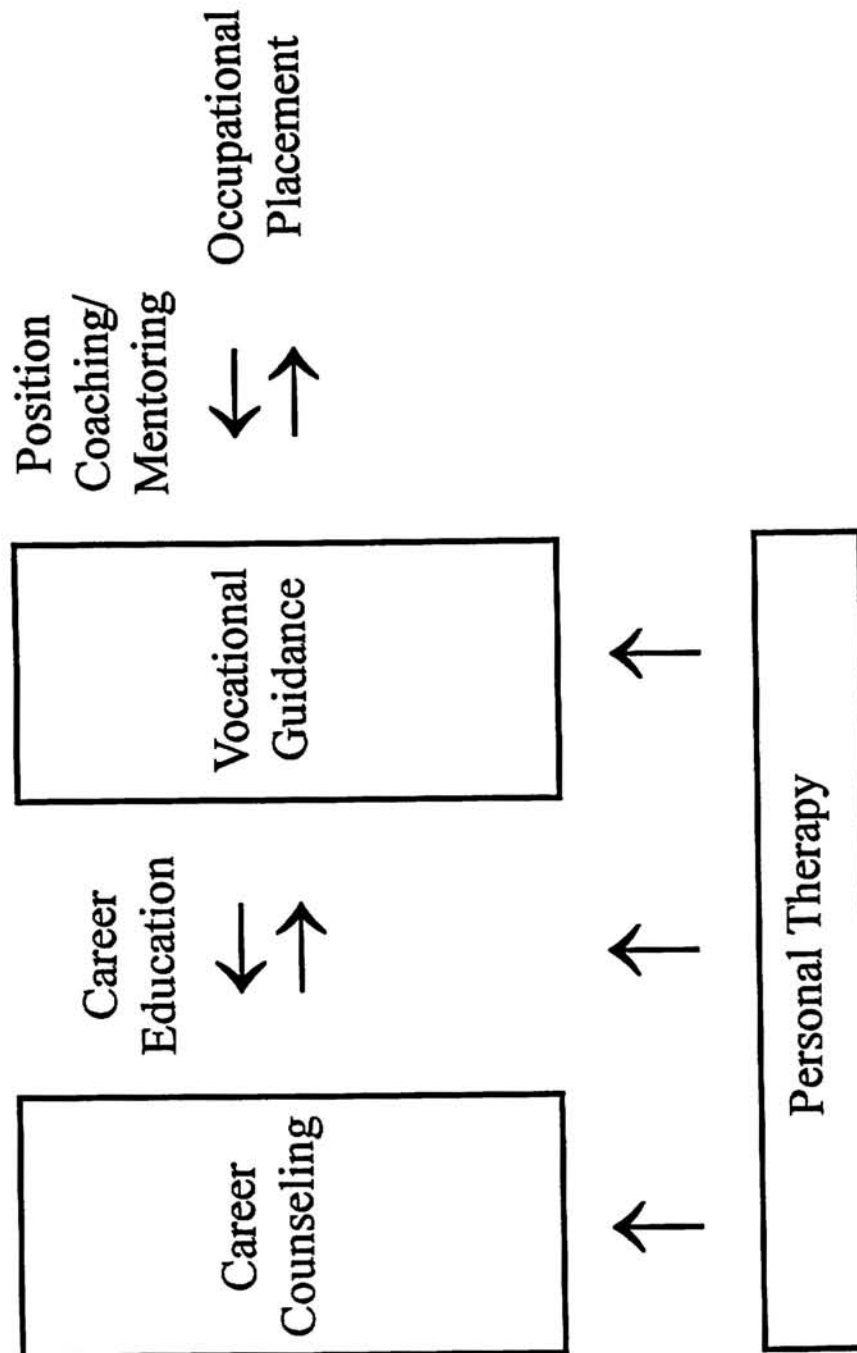 Career
Counseling
Career
Education
Vocational
Guidance
Position
Coaching/
Mentoring
Occupational
Placement
Personal Therapy